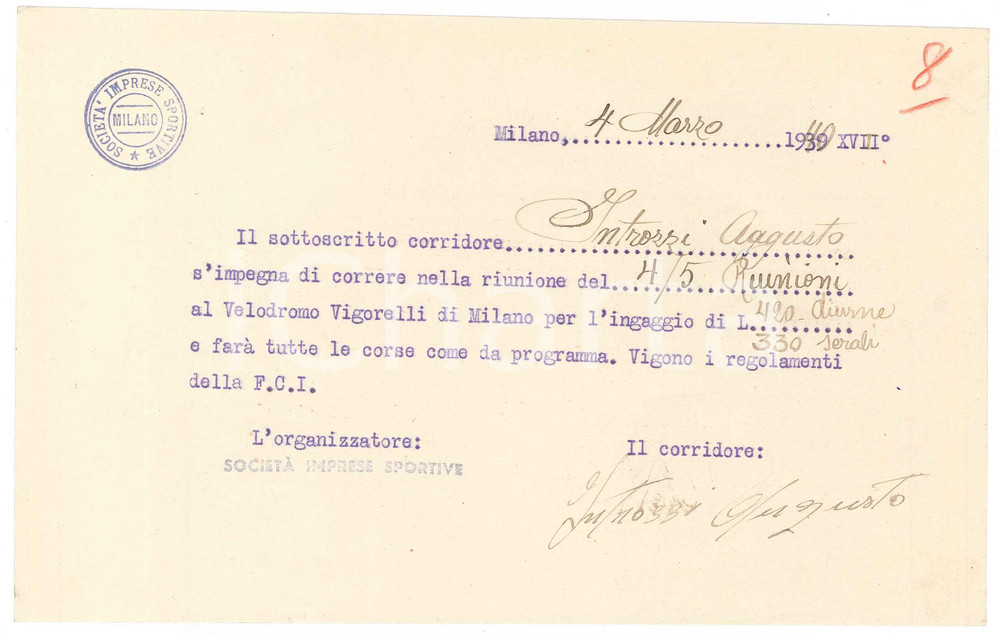 8
SOCIETA' IMPRESE SPORTIVE
MILANO
Milano, 4 Marzo 1940 XVIII°
Il sottoscritto corridore Introzzi Augusto
s'impegna di correre nella riunione del 4/5 Riunioni
al Velodromo Vigorelli di Milano per l'ingaggio di L. 420 - diurne
330 serali
e farà tutte le corse come da programma. Vigono i regolamenti
della F.C.I.
L'organizzatore:
Il corridore:
SOCIETÀ IMPRESE SPORTIVE
Introzzi Augusto